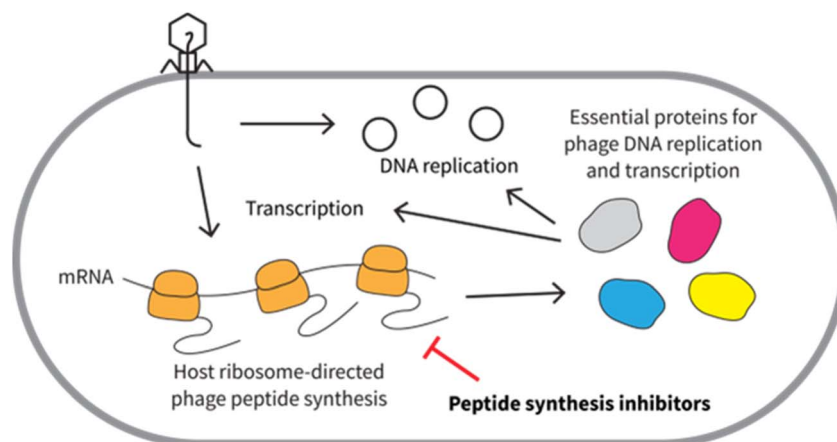 Essential proteins for
phage DNA replication
and transcription
DNA replication
Transcription
mRNA
Host ribosome-directed
phage peptide synthesis
Peptide synthesis inhibitors